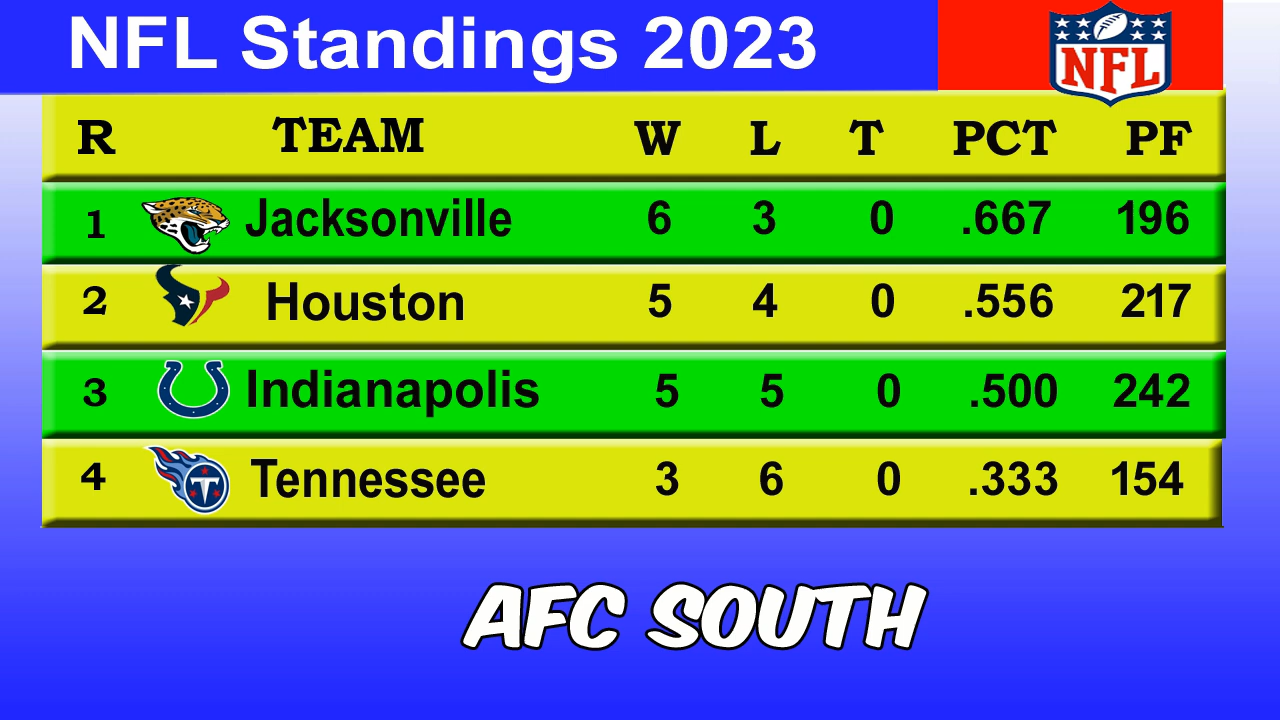 NFL Standings 2023
NFL
R TEAM W L T PCT PF
1 Jacksonville 6 3 0 .667 196
2 Houston 5 4 0 .556 217
3 Indianapolis 5 5 0 .500 242
4 T Tennessee 3 6 0 .333 154
AFC SOUTH